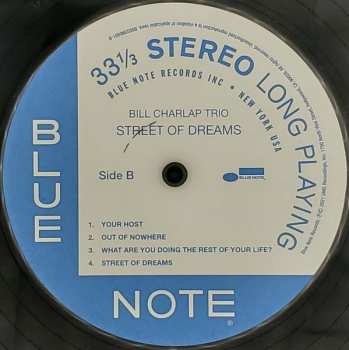 33⅓ STEREO LONG PLAYING
BLUE NOTE RECORDS INC • NEW YORK USA
BILL CHARLAP TRIO
STREET OF DREAMS
Side B
BLUE NOTE
1. YOUR HOST
2. OUT OF NOWHERE
3. WHAT ARE YOU DOING THE REST OF YOUR LIFE?
4. STREET OF DREAMS
BLUE
NOTE®